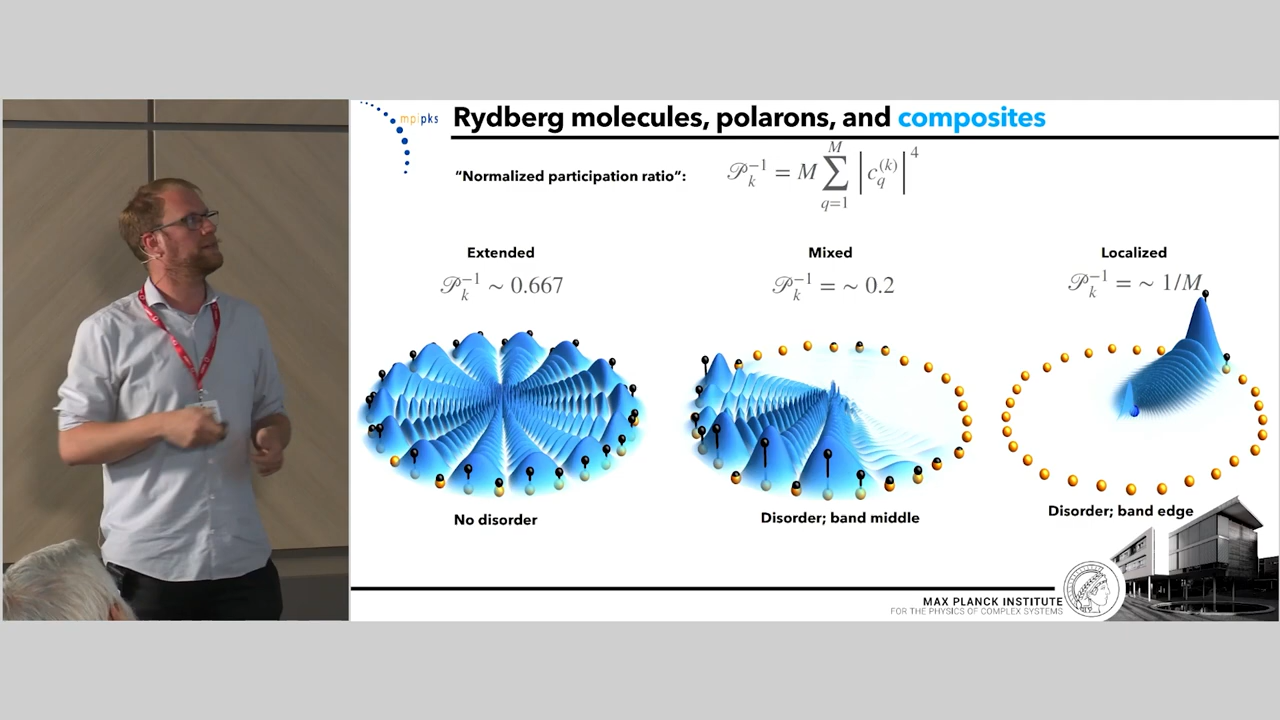 mpipks
Rydberg molecules, polarons, and composites
“Normalized participation ratio”:
𝒫_k^{-1} = M \sum_{q=1}^{M} |c_q^{(k)}|^4
Extended
𝒫_k^{-1} ∼ 0.667
Mixed
𝒫_k^{-1} = ∼ 0.2
Localized
𝒫_k^{-1} = ∼ 1/M
No disorder
Disorder; band middle
Disorder; band edge
MAX PLANCK INSTITUTE
FOR THE PHYSICS OF COMPLEX SYSTEMS